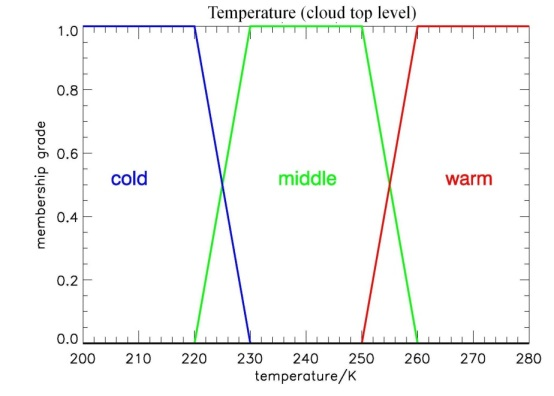 Temperature (cloud top level)
1.0
0.8
0.6
0.4
0.2
0.0
membership grade
cold
middle
warm
200 210 220 230 240 250 260 270 280
temperature/K